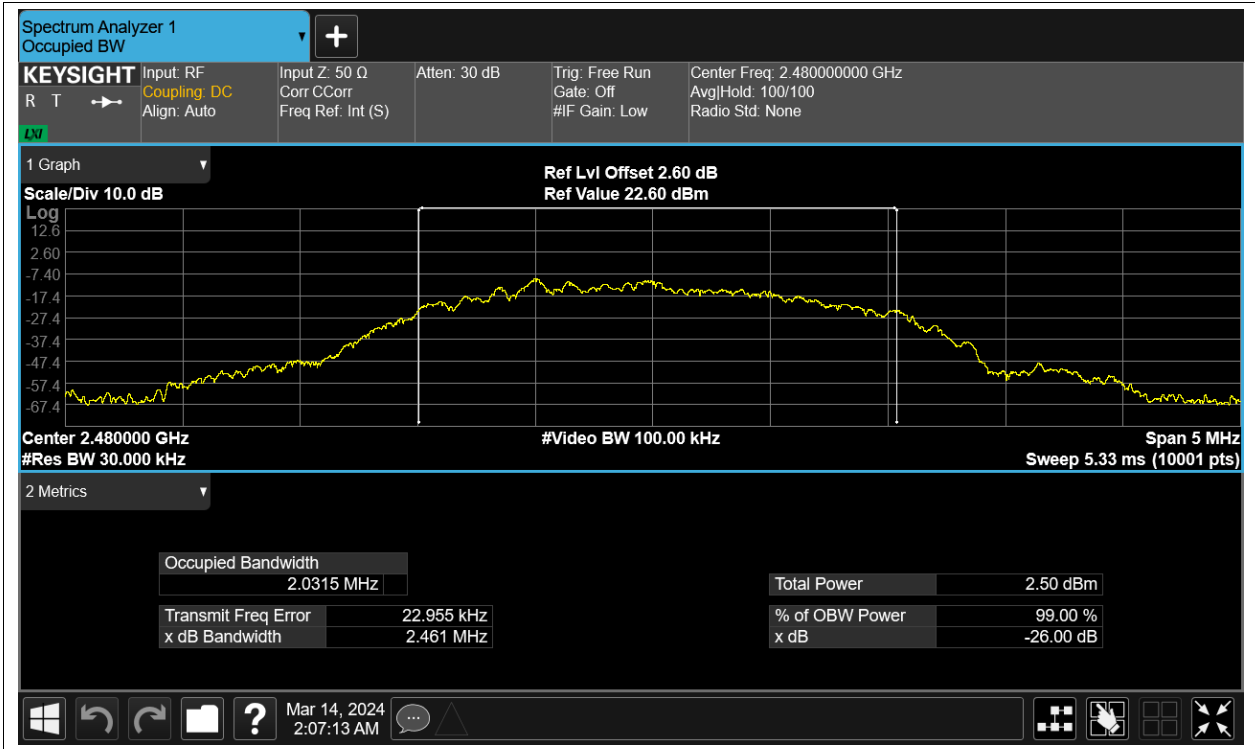 Spectrum Analyzer 1
Occupied BW
KEYSIGHT
R T
LXI
Input: RF
Coupling: DC
Align: Auto
Input Z: 50 Ω
Corr CCorr
Freq Ref: Int (S)
Atten: 30 dB
Trig: Free Run
Gate: Off
#IF Gain: Low
Center Freq: 2.480000000 GHz
Avg|Hold: 100/100
Radio Std: None
1 Graph
Ref Lvl Offset 2.60 dB
Scale/Div 10.0 dB
Ref Value 22.60 dBm
Log
12.6
2.60
-7.40
-17.4
-27.4
-37.4
-47.4
-57.4
-67.4
Center 2.480000 GHz
#Video BW 100.00 kHz
Span 5 MHz
#Res BW 30.000 kHz
Sweep 5.33 ms (10001 pts)
2 Metrics
Occupied Bandwidth
2.0315 MHz
Total Power 2.50 dBm
Transmit Freq Error 22.955 kHz
% of OBW Power 99.00 %
x dB Bandwidth 2.461 MHz
x dB -26.00 dB
?
Mar 14, 2024
2:07:13 AM